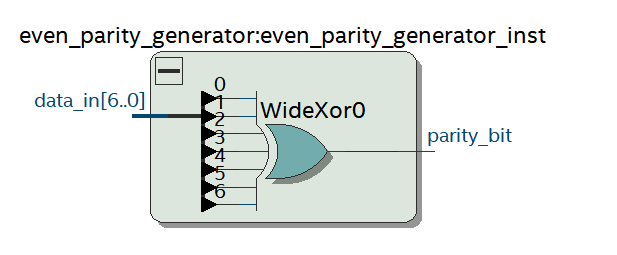 even_parity_generator:even_parity_generator_inst
data_in[6..0]
0
1
2
3
4
5
6
WideXor0
parity_bit